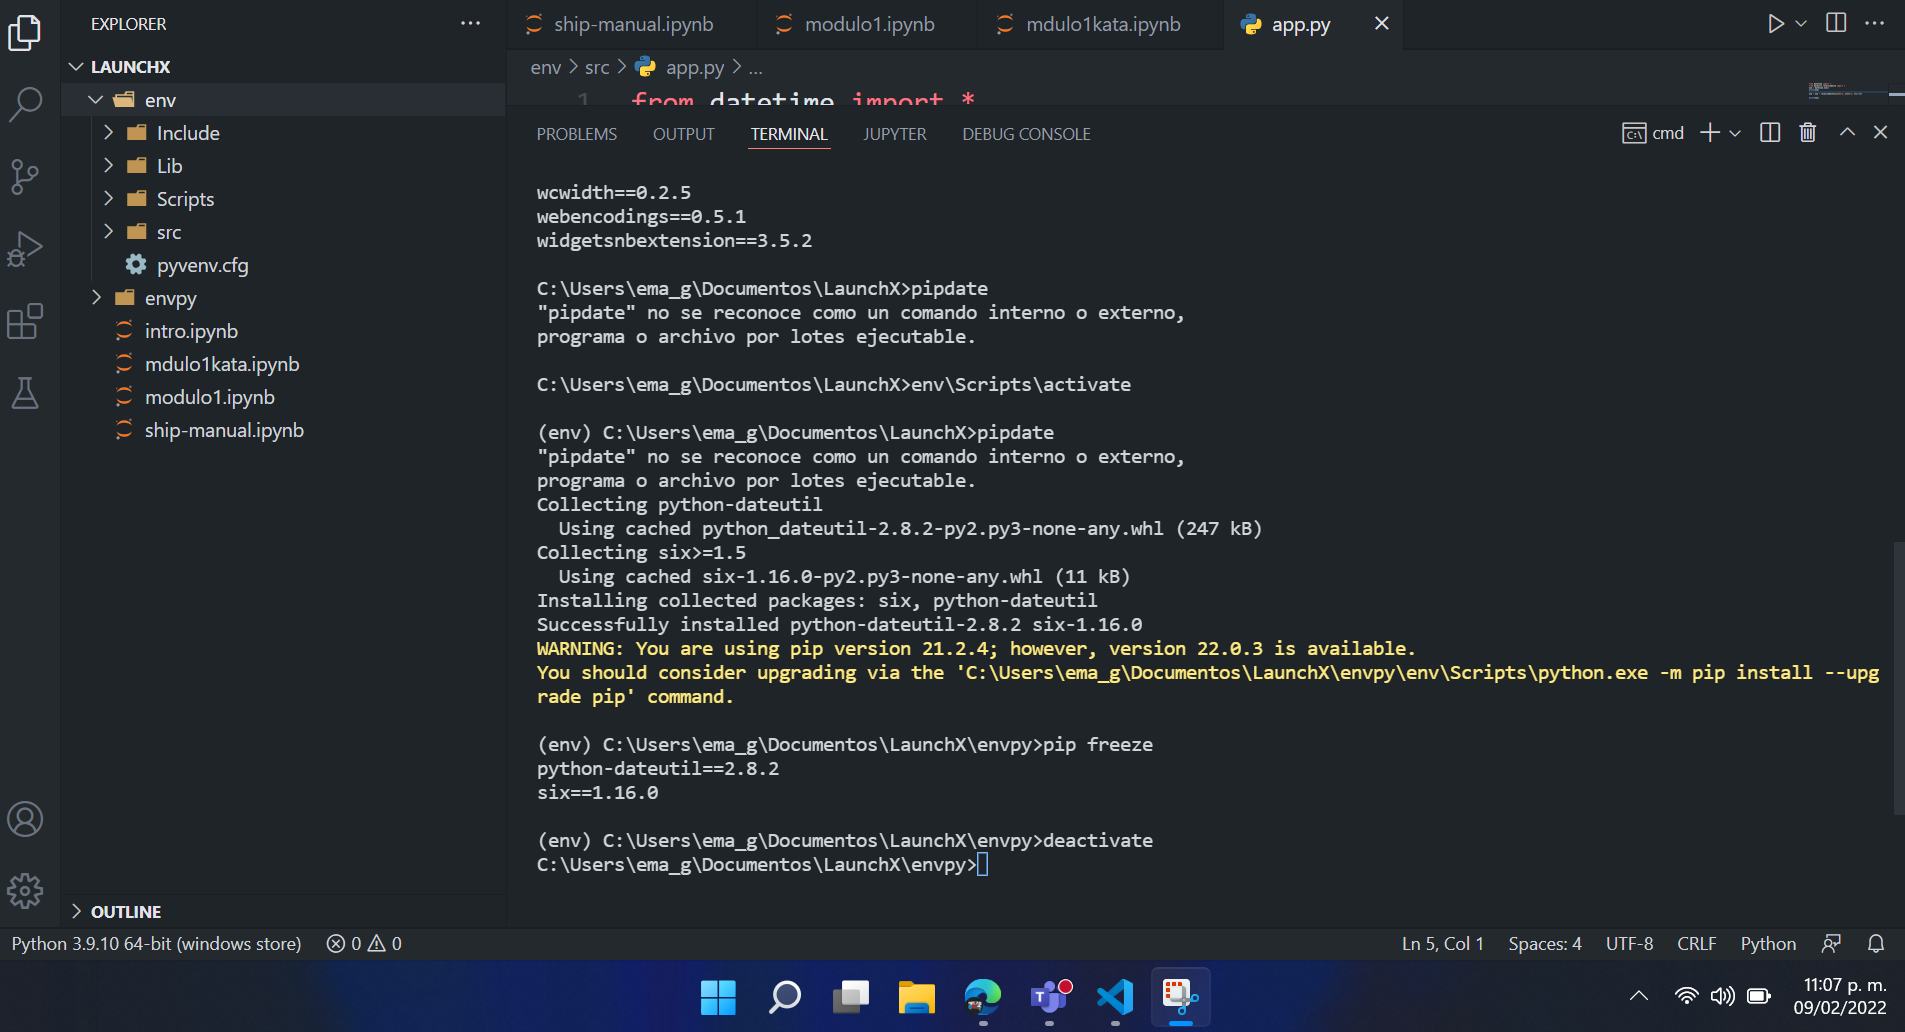 EXPLORER
ship-manual.ipynb
modulo1.ipynb
mdulo1kata.ipynb
app.py
LAUNCHX
env > src > app.py > ...
env
1 from datetime import *
Include
Lib
Scripts
src
pyvenv.cfg
envpy
intro.ipynb
mdulo1kata.ipynb
modulo1.ipynb
ship-manual.ipynb
OUTLINE
PROBLEMS OUTPUT TERMINAL JUPYTER DEBUG CONSOLE
cmd
wcwidth==0.2.5
webencodings==0.5.1
widgetsnbextension==3.5.2
C:\Users\ema_g\Documentos\LaunchX>pipdate
"pipdate" no se reconoce como un comando interno o externo,
programa o archivo por lotes ejecutable.
C:\Users\ema_g\Documentos\LaunchX>env\Scripts\activate
(env) C:\Users\ema_g\Documentos\LaunchX>pipdate
"pipdate" no se reconoce como un comando interno o externo,
programa o archivo por lotes ejecutable.
Collecting python-dateutil
  Using cached python_dateutil-2.8.2-py2.py3-none-any.whl (247 kB)
Collecting six>=1.5
  Using cached six-1.16.0-py2.py3-none-any.whl (11 kB)
Installing collected packages: six, python-dateutil
Successfully installed python-dateutil-2.8.2 six-1.16.0
WARNING: You are using pip version 21.2.4; however, version 22.0.3 is available.
You should consider upgrading via the 'C:\Users\ema_g\Documentos\LaunchX\envpy\env\Scripts\python.exe -m pip install --upg
rade pip' command.
(env) C:\Users\ema_g\Documentos\LaunchX\envpy>pip freeze
python-dateutil==2.8.2
six==1.16.0
(env) C:\Users\ema_g\Documentos\LaunchX\envpy>deactivate
C:\Users\ema_g\Documentos\LaunchX\envpy>
Python 3.9.10 64-bit (windows store) 0 0
Ln 5, Col 1 Spaces: 4 UTF-8 CRLF Python
11:07 p. m.
09/02/2022